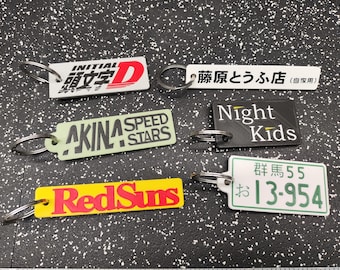 INITIAL
頭文字D
藤原とうふ店(自家用)
AKINA SPEED STARS
Night
Kids
RedSuns
群馬55
お 13-954